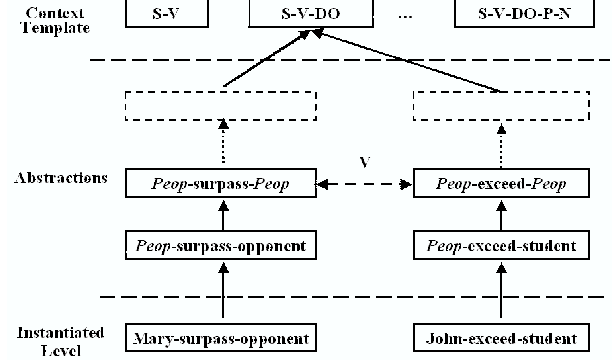 Context
Template
S-V
S-V-DO
...
S-V-DO-P-N
Abstractions
V
Peop-surpass-Peop
Peop-exceed-Peop
Peop-surpass-opponent
Peop-exceed-student
Instantiated
Level
Mary-surpass-opponent
John-exceed-student